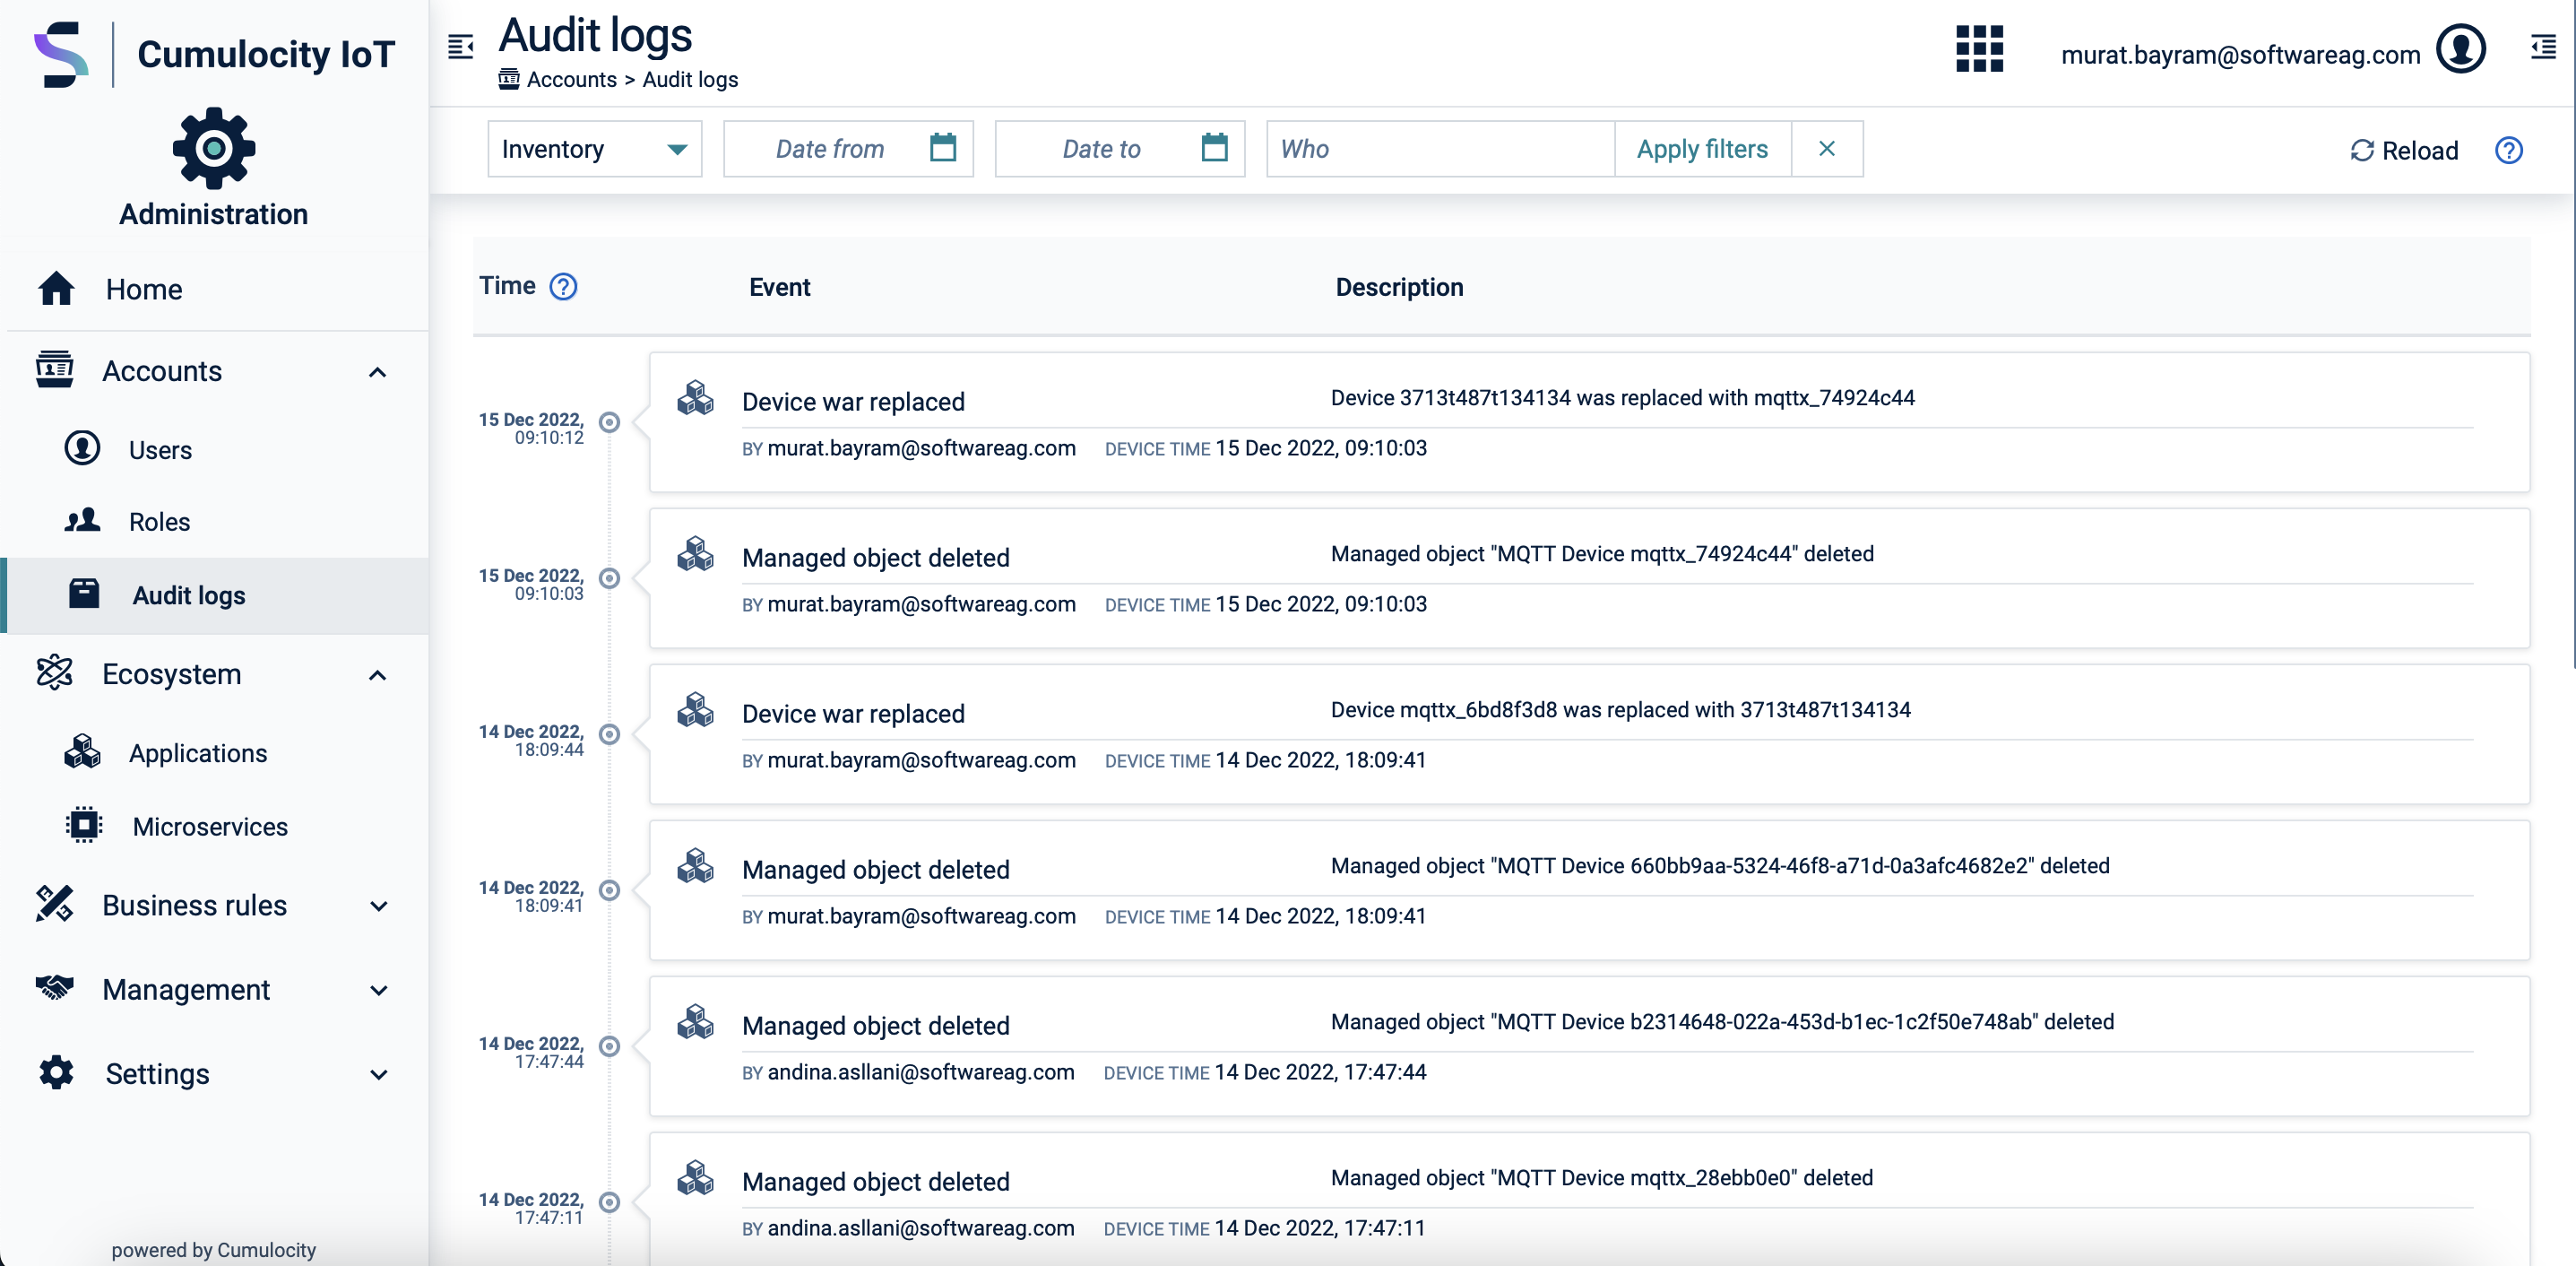 Cumulocity IoT
Administration
Home
Accounts
Users
Roles
Audit logs
Ecosystem
Applications
Microservices
Business rules
Management
Settings
powered by Cumulocity
Audit logs
Accounts > Audit logs
murat.bayram@softwareag.com
Inventory Date from Date to Who Apply filters × Reload ?
Time ? Event Description
15 Dec 2022,
09:10:12
Device war replaced Device 3713t487t134134 was replaced with mqttx_74924c44
BY murat.bayram@softwareag.com DEVICE TIME 15 Dec 2022, 09:10:03
15 Dec 2022,
09:10:03
Managed object deleted Managed object "MQTT Device mqttx_74924c44" deleted
BY murat.bayram@softwareag.com DEVICE TIME 15 Dec 2022, 09:10:03
14 Dec 2022,
18:09:44
Device war replaced Device mqttx_6bd8f3d8 was replaced with 3713t487t134134
BY murat.bayram@softwareag.com DEVICE TIME 14 Dec 2022, 18:09:41
14 Dec 2022,
18:09:41
Managed object deleted Managed object "MQTT Device 660bb9aa-5324-46f8-a71d-0a3afc4682e2" deleted
BY murat.bayram@softwareag.com DEVICE TIME 14 Dec 2022, 18:09:41
14 Dec 2022,
17:47:44
Managed object deleted Managed object "MQTT Device b2314648-022a-453d-b1ec-1c2f50e748ab" deleted
BY andina.asllani@softwareag.com DEVICE TIME 14 Dec 2022, 17:47:44
14 Dec 2022,
17:47:11
Managed object deleted Managed object "MQTT Device mqttx_28ebb0e0" deleted
BY andina.asllani@softwareag.com DEVICE TIME 14 Dec 2022, 17:47:11